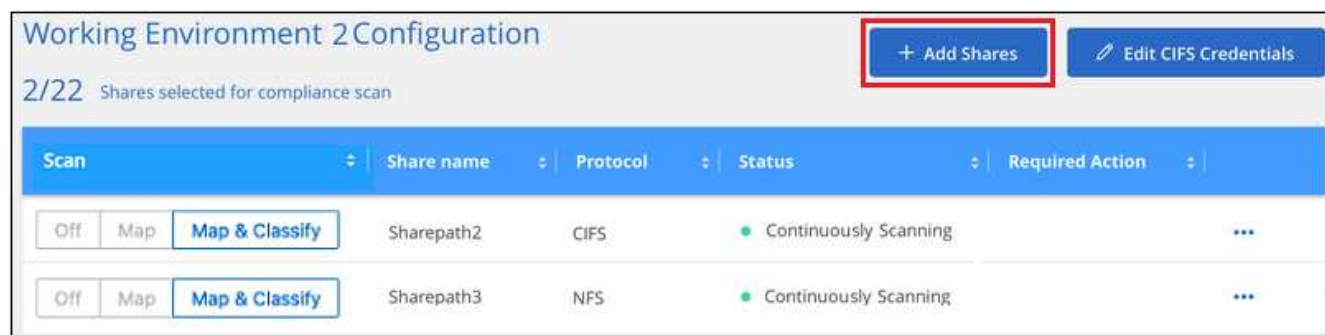 Working Environment 2 Configuration
+ Add Shares
Edit CIFS Credentials
2/22 Shares selected for compliance scan
Scan Share name Protocol Status Required Action
Off Map Map & Classify Sharepath2 CIFS Continuously Scanning ...
Off Map Map & Classify Sharepath3 NFS Continuously Scanning ...